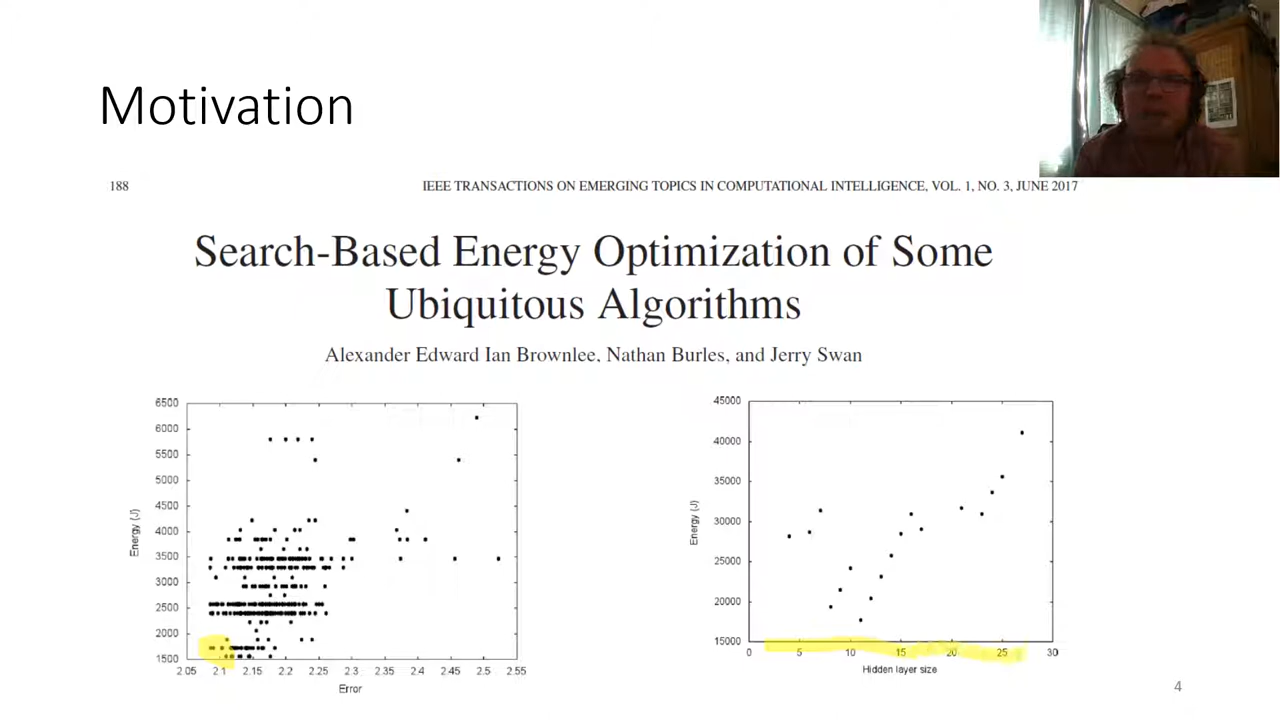 Motivation
188
IEEE TRANSACTIONS ON EMERGING TOPICS IN COMPUTATIONAL INTELLIGENCE, VOL. 1, NO. 3, JUNE 2017
Search-Based Energy Optimization of Some
Ubiquitous Algorithms
Alexander Edward Ian Brownlee, Nathan Burles, and Jerry Swan
6500
6000
5500
5000
4500
4000
3500
3000
2500
2000
1500
Energy (J)
2.05 2.1 2.15 2.2 2.25 2.3 2.35 2.4 2.45 2.5 2.55
Error
45000
40000
35000
30000
25000
20000
15000
Energy (J)
0 5 10 15 20 25 30
Hidden layer size
4